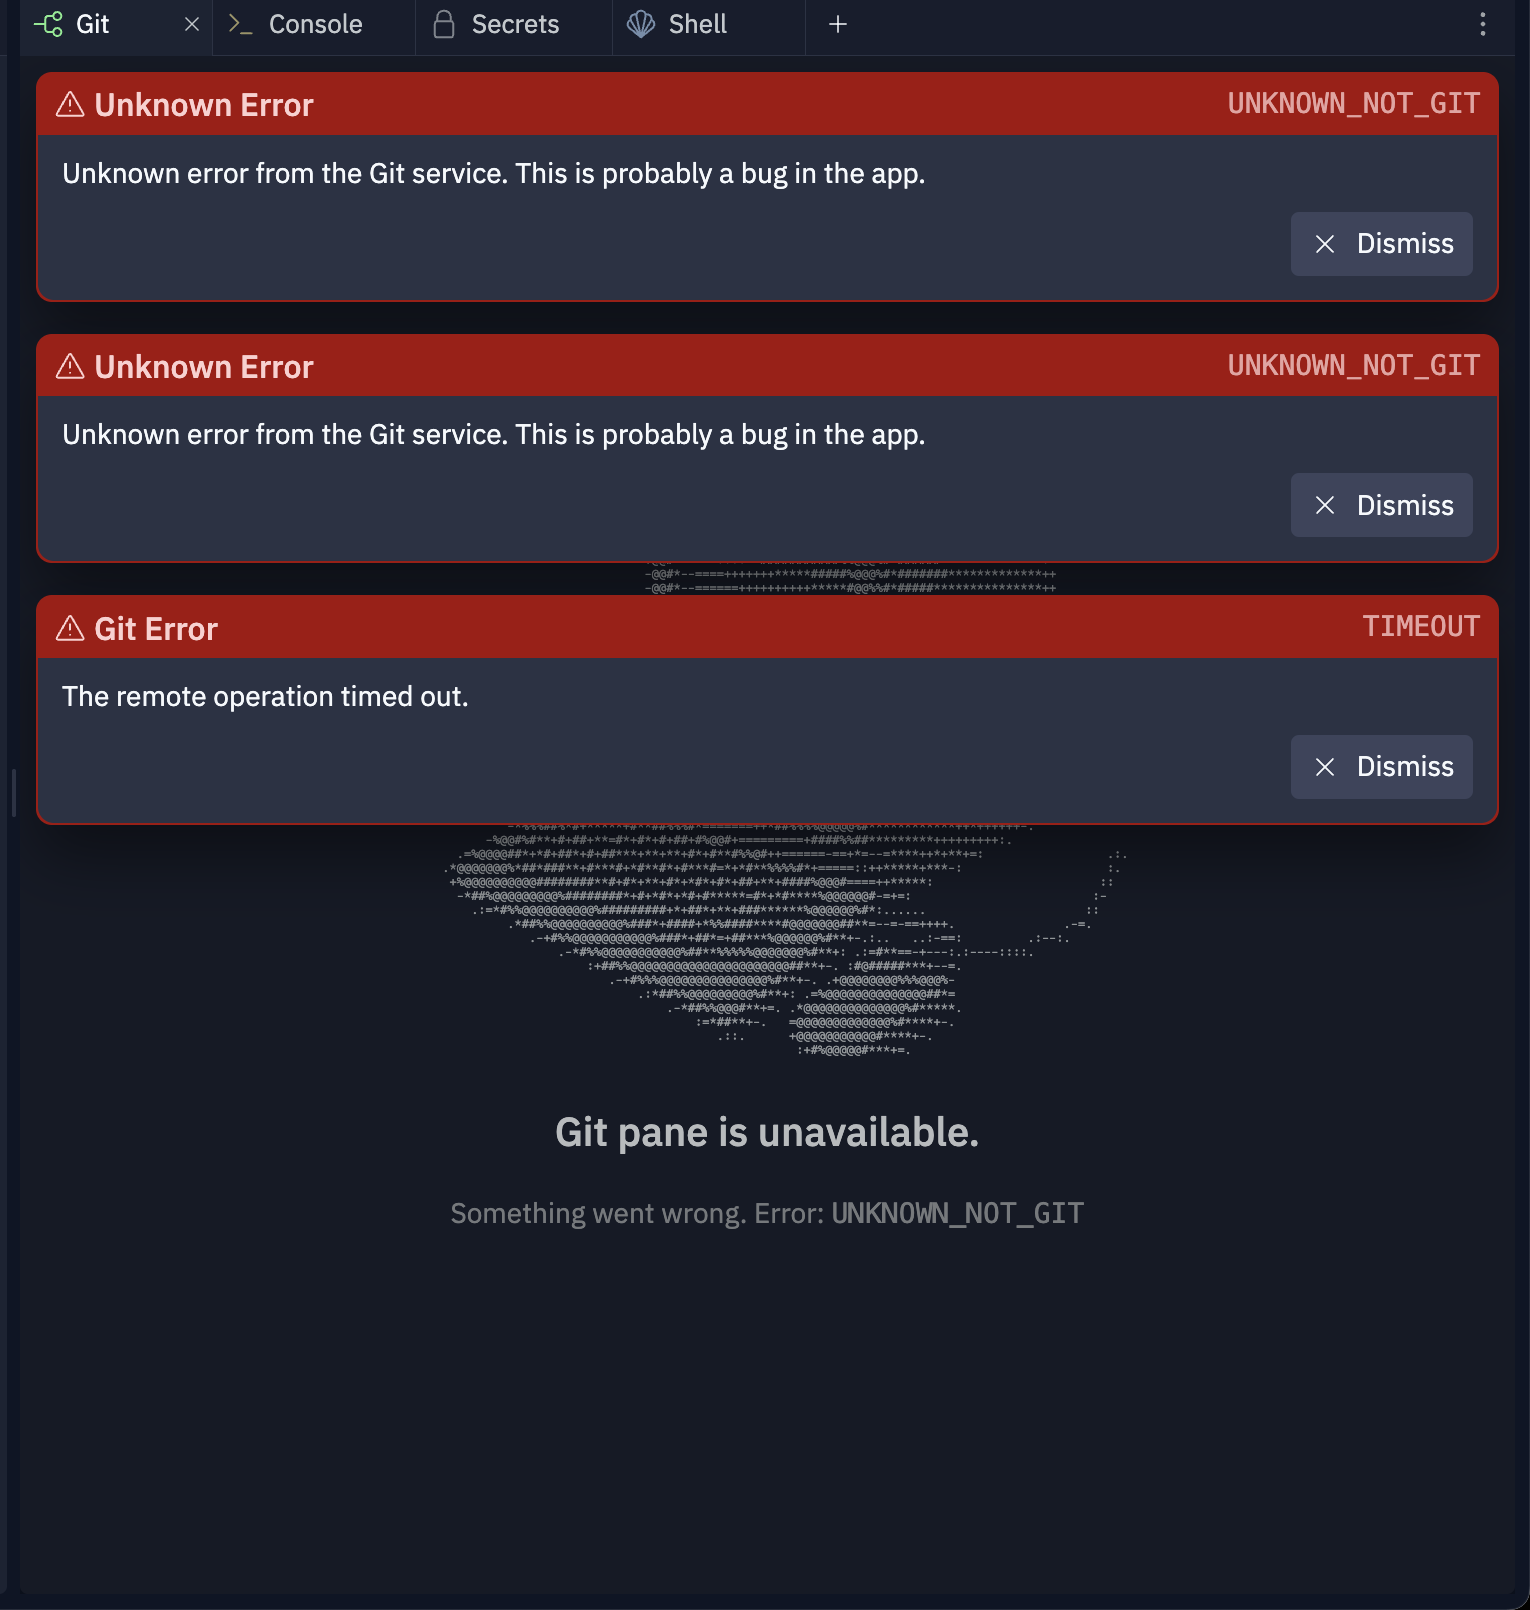 Git
Console
Secrets
Shell
Unknown Error
UNKNOWN_NOT_GIT
Unknown error from the Git service. This is probably a bug in the app.
Dismiss
Unknown Error
UNKNOWN_NOT_GIT
Unknown error from the Git service. This is probably a bug in the app.
Dismiss
Git Error
TIMEOUT
The remote operation timed out.
Dismiss
Git pane is unavailable.
Something went wrong. Error: UNKNOWN_NOT_GIT